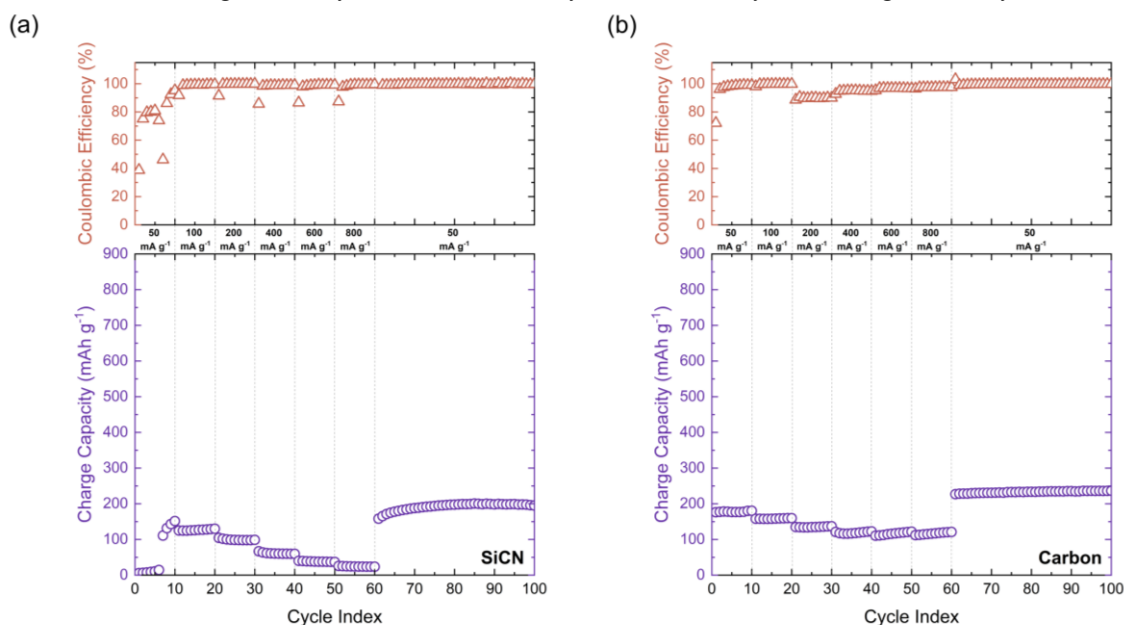 (a)
Coulombic Efficiency (%)
100
80
60
40
20
0
50 mA g-1
100 mA g-1
200 mA g-1
400 mA g-1
600 mA g-1
800 mA g-1
50 mA g-1
Charge Capacity (mAh g-1)
900
800
700
600
500
400
300
200
100
0
SiCN
0 10 20 30 40 50 60 70 80 90 100
Cycle Index
(b)
Coulombic Efficiency (%)
100
80
60
40
20
0
50 mA g-1
100 mA g-1
200 mA g-1
400 mA g-1
600 mA g-1
800 mA g-1
50 mA g-1
Charge Capacity (mAh g-1)
900
800
700
600
500
400
300
200
100
0
Carbon
0 10 20 30 40 50 60 70 80 90 100
Cycle Index